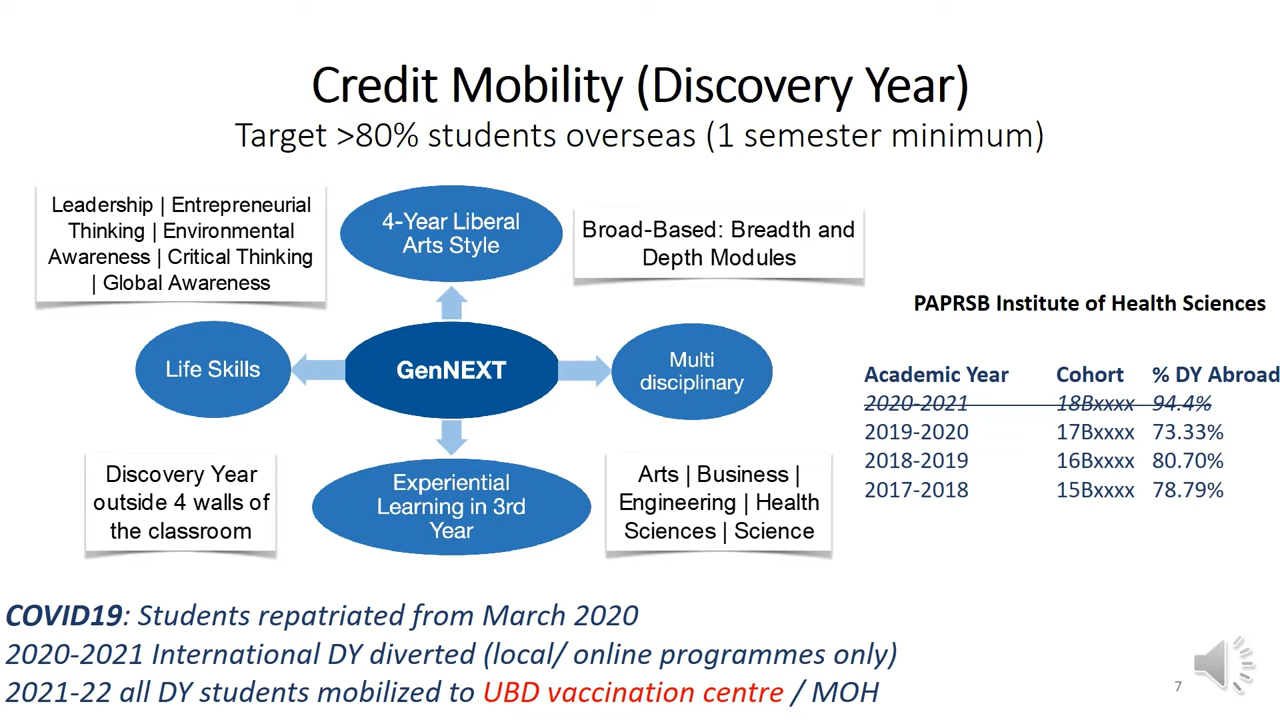 Credit Mobility (Discovery Year)
Target >80% students overseas (1 semester minimum)
Leadership | Entrepreneurial
Thinking | Environmental
Awareness | Critical Thinking
| Global Awareness
4-Year Liberal
Arts Style
Broad-Based: Breadth and
Depth Modules
Life Skills
GenNEXT
Multi
disciplinary
Discovery Year
outside 4 walls of
the classroom
Experiential
Learning in 3rd
Year
Arts | Business |
Engineering | Health
Sciences | Science
PAPRSB Institute of Health Sciences
Academic Year Cohort % DY Abroad
2020-2021 18Bxxxx 94.4%
2019-2020 17Bxxxx 73.33%
2018-2019 16Bxxxx 80.70%
2017-2018 15Bxxxx 78.79%
COVID19: Students repatriated from March 2020
2020-2021 International DY diverted (local/ online programmes only)
2021-22 all DY students mobilized to UBD vaccination centre / MOH
7